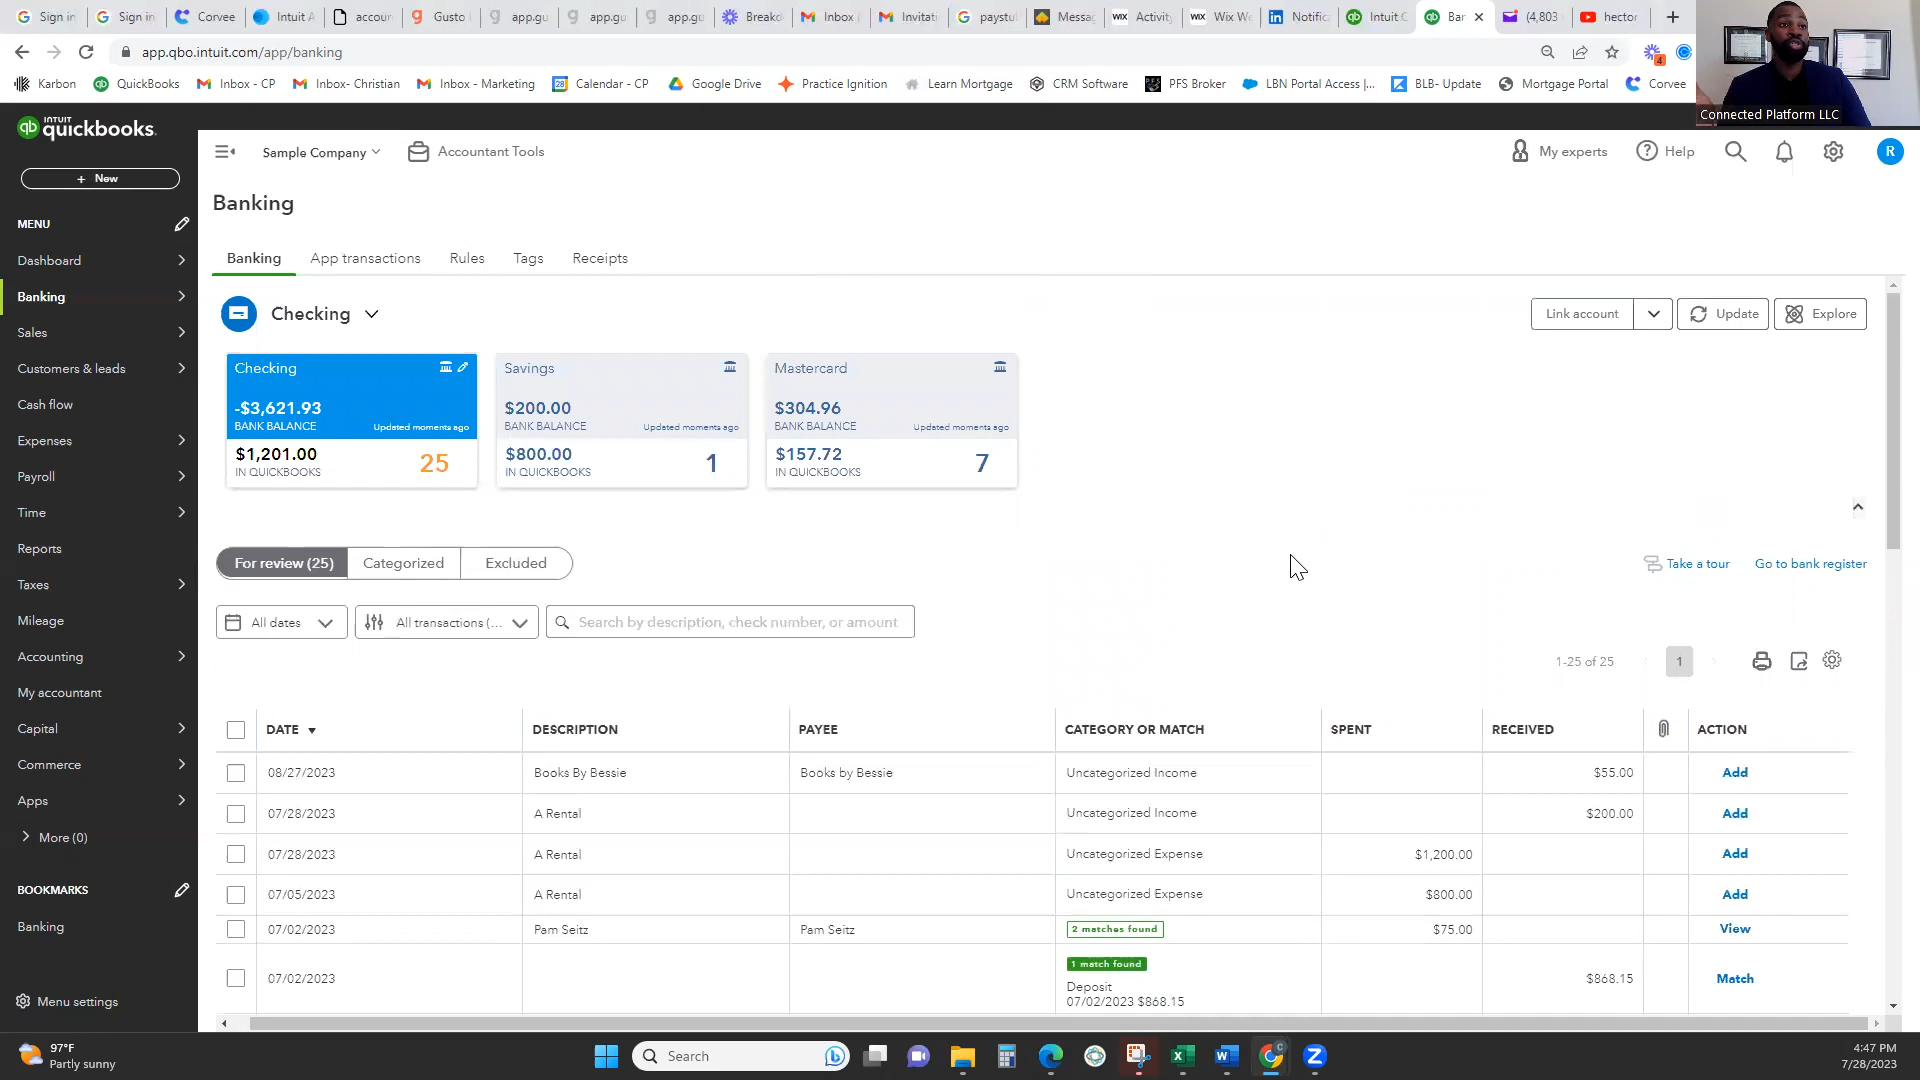 Sign in
Sign in
Corvee
Intuit A
accour
Gusto
app.gu
app.gu
app.gu
Breakd
Inbox
Invitati
paystu
Messa
WIX Activity
WIX Wix We
Notific
Intuit C
Bar
(4,803
hector
app.qbo.intuit.com/app/banking
4
Karbon
QuickBooks
Inbox - CP
Inbox- Christian
Inbox - Marketing
Calendar - CP
Google Drive
Practice Ignition
Learn Mortgage
CRM Software
PFS Broker
LBN Portal Access |...
BLB- Update
Mortgage Portal
Corvee
Connected Platform LLC
INTUIT
quickbooks.
Sample Company
Accountant Tools
My experts
Help
R
+ New
MENU
Dashboard
Banking
Sales
Customers & leads
Cash flow
Expenses
Payroll
Time
Reports
Taxes
Mileage
Accounting
My accountant
Capital
Commerce
Apps
More (0)
BOOKMARKS
Banking
Menu settings
Banking
Banking
App transactions
Rules
Tags
Receipts
Checking
Link account
Update
Explore
Checking
-$3,621.93
BANK BALANCE
Updated moments ago
$1,201.00
IN QUICKBOOKS
25
Savings
$200.00
BANK BALANCE
Updated moments ago
$800.00
IN QUICKBOOKS
1
Mastercard
$304.96
BANK BALANCE
Updated moments ago
$157.72
IN QUICKBOOKS
7
For review (25)
Categorized
Excluded
Take a tour
Go to bank register
All dates
All transactions (...
Search by description, check number, or amount
1-25 of 25
1
DATE ▼ DESCRIPTION PAYEE CATEGORY OR MATCH SPENT RECEIVED ACTION
08/27/2023 Books By Bessie Books by Bessie Uncategorized Income $55.00 Add
07/28/2023 A Rental Uncategorized Income $200.00 Add
07/28/2023 A Rental Uncategorized Expense $1,200.00 Add
07/05/2023 A Rental Uncategorized Expense $800.00 Add
07/02/2023 Pam Seitz Pam Seitz 2 matches found $75.00 View
1 match found
07/02/2023 $868.15 Match
Deposit
07/02/2023 $868.15
97°F
Partly sunny
Search
4:47 PM
7/28/2023